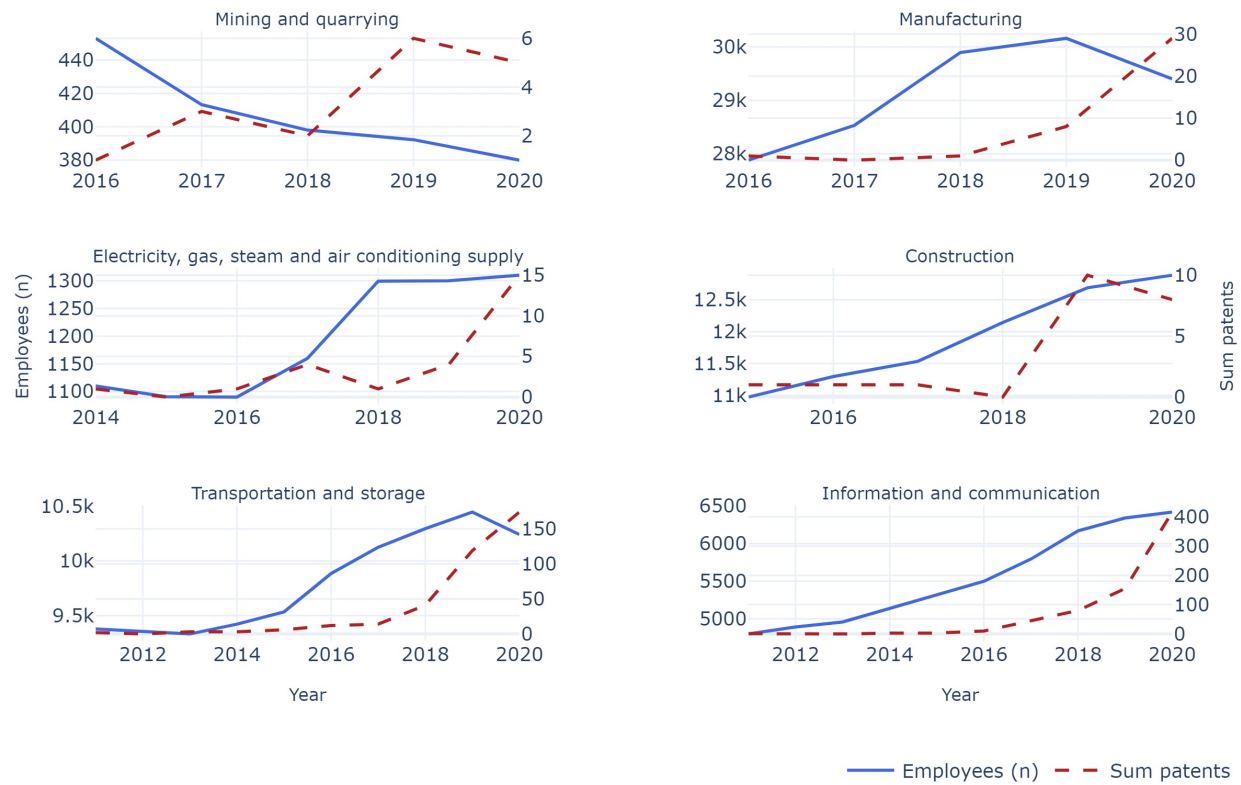 Mining and quarrying
Manufacturing
440
420
400
380
6
4
2
2016 2017 2018 2019 2020
30k
29k
28k
30
20
10
0
2016 2017 2018 2019 2020
Electricity, gas, steam and air conditioning supply
Construction
Employees (n)
1300
1250
1200
1150
1100
15
10
5
0
2014 2016 2018 2020
12.5k
12k
11.5k
11k
10
5
0
2016 2018 2020
Sum patents
Transportation and storage
Information and communication
10.5k
10k
9.5k
150
100
50
0
2012 2014 2016 2018 2020
6500
6000
5500
5000
400
300
200
100
0
2012 2014 2016 2018 2020
Year
Year
Employees (n) Sum patents